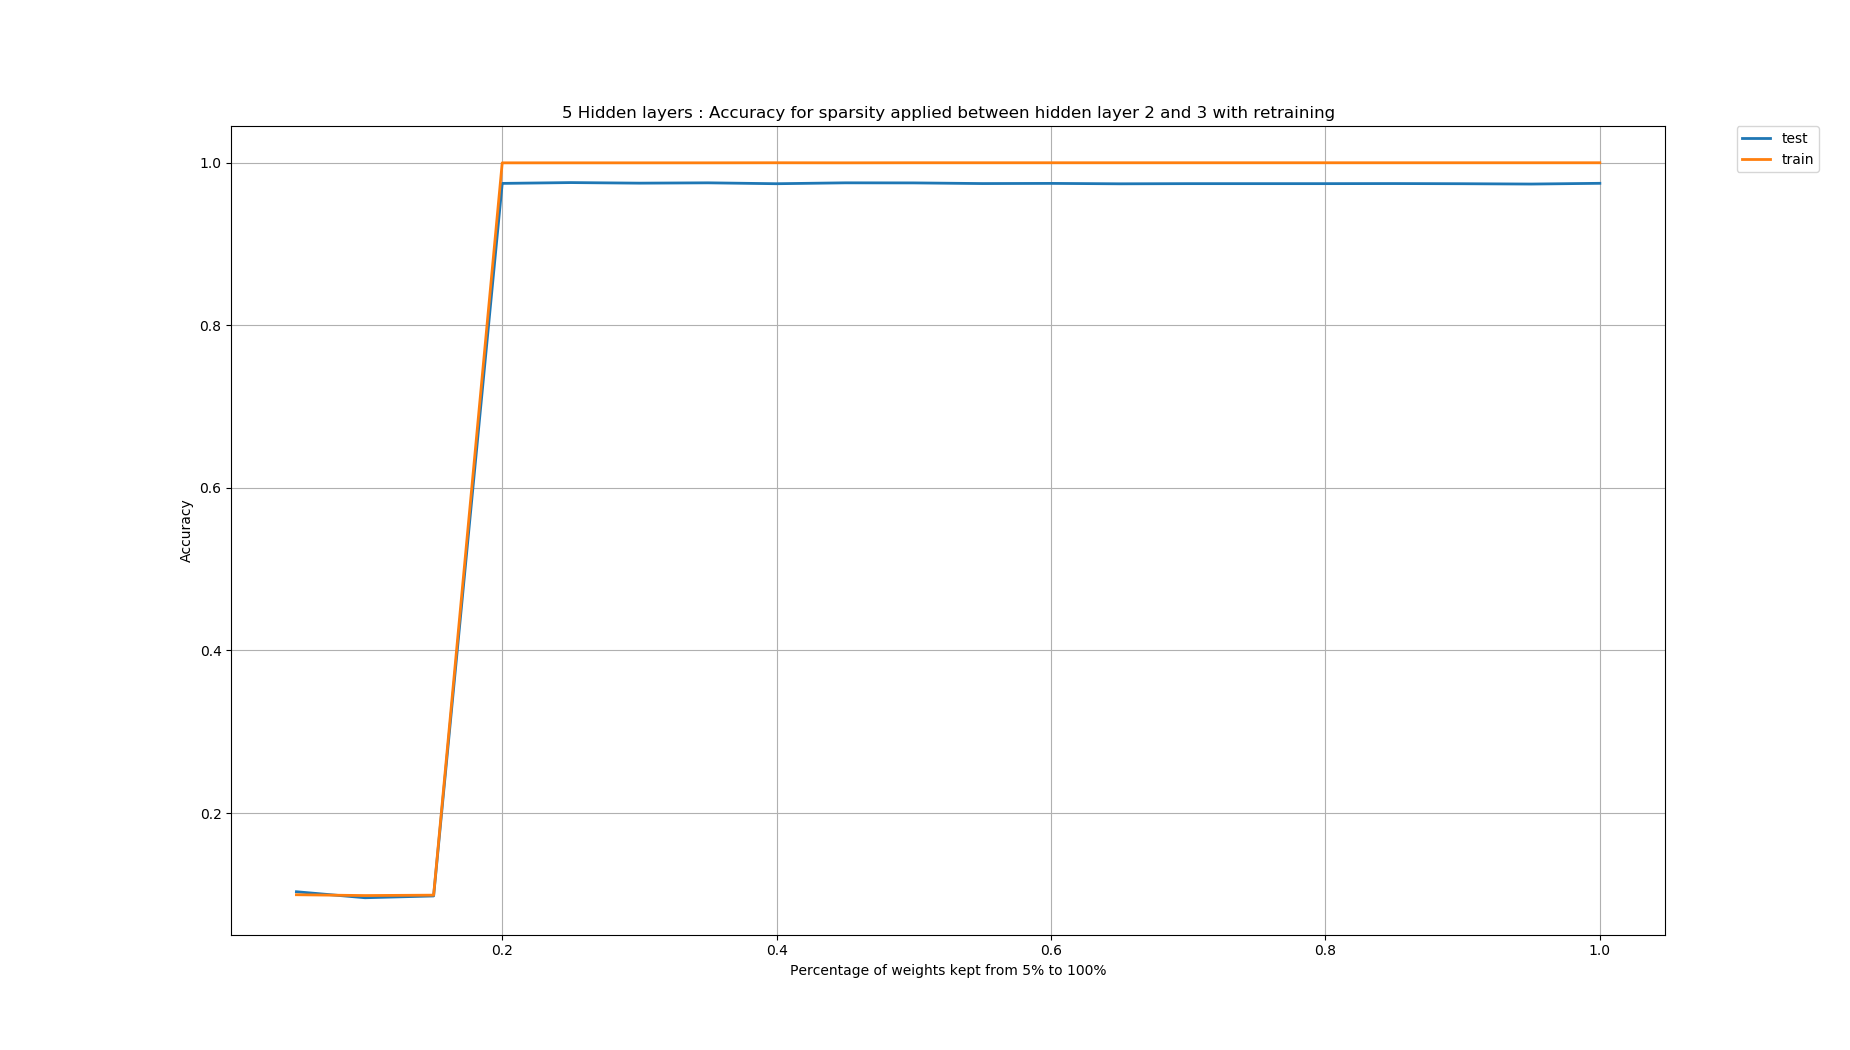 5 Hidden layers : Accuracy for sparsity applied between hidden layer 2 and 3 with retraining
test
train
1.0
0.8
0.6
0.4
0.2
Accuracy
0.2 0.4 0.6 0.8 1.0
Percentage of weights kept from 5% to 100%